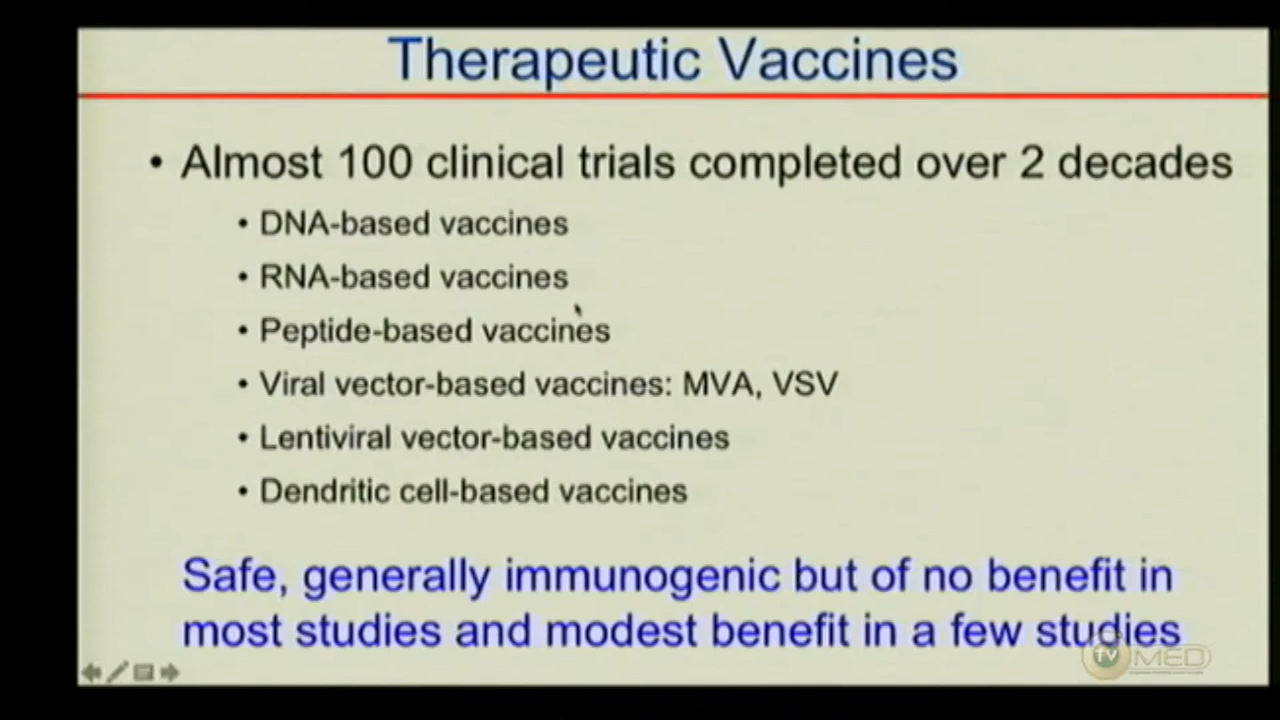 Therapeutic Vaccines
• Almost 100 clinical trials completed over 2 decades
• DNA-based vaccines
• RNA-based vaccines
• Peptide-based vaccines
• Viral vector-based vaccines: MVA, VSV
• Lentiviral vector-based vaccines
• Dendritic cell-based vaccines
Safe, generally immunogenic but of no benefit in
most studies and modest benefit in a few studies
TV MED